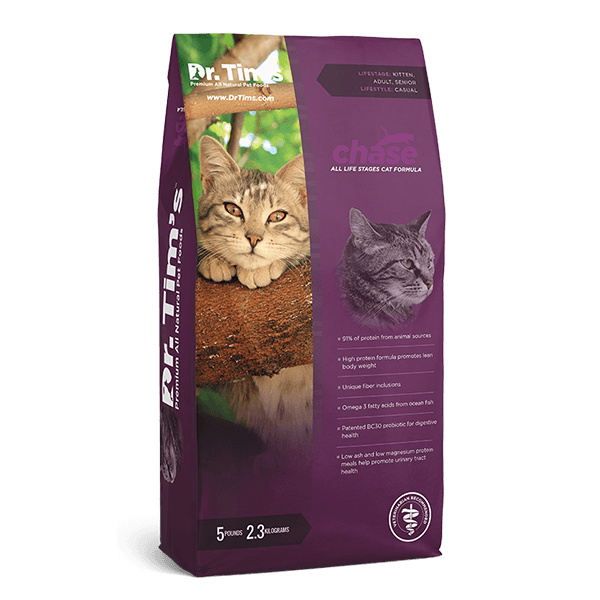 Dr. Tim's
Premium All Natural Pet Foods
www.DrTims.com
LIFESTAGE: KITTEN,
ADULT, SENIOR
LIFESTYLE: CASUAL
chase
ALL LIFE STAGES CAT FORMULA
91% of protein from animal sources
High protein formula promotes lean
body weight
Unique fiber inclusions
Omega 3 fatty acids from ocean fish
Patented BC30 probiotic for digestive
health
Low ash and low magnesium protein
meals help promote urinary tract
health
VETERINARIAN RECOMMENDED
5 POUNDS 2.3 KILOGRAMS
Dr. Tim's
Premium All Natural Pet Foods